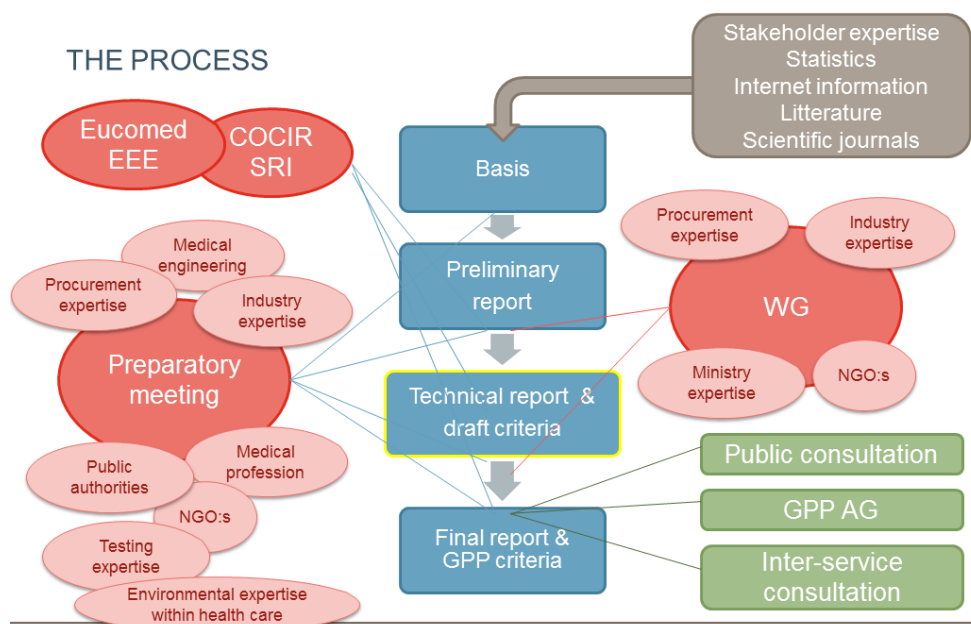 THE PROCESS
Stakeholder expertise
Statistics
Internet information
Litterature
Scientific journals
Eucomed
EEE
COCIR
SRI
Basis
Medical
engineering
Procurement
expertise
Industry
expertise
Preparatory
meeting
Public
authorities
Medical
profession
NGO:s
Testing
expertise
Environmental expertise
within health care
Preliminary
report
Technical report &
draft criteria
Final report &
GPP criteria
Procurement
expertise
Industry
expertise
WG
Ministry
expertise
NGO:s
Public consultation
GPP AG
Inter-service
consultation